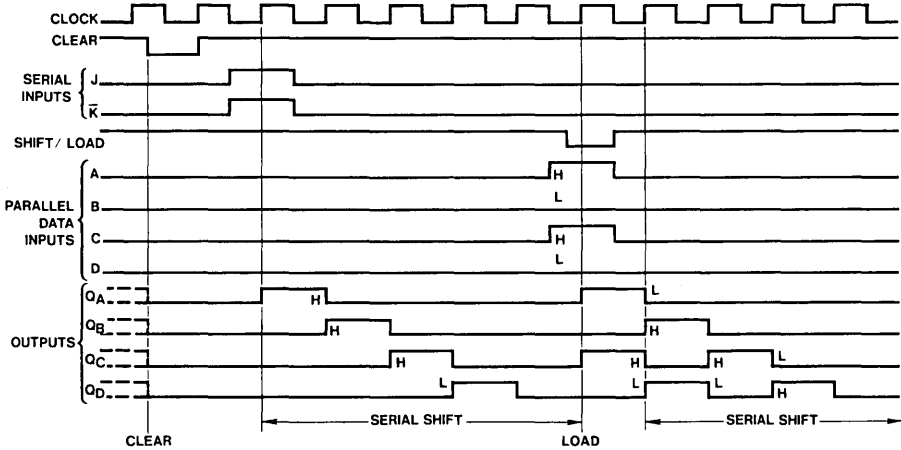 CLOCK
CLEAR
SERIAL INPUTS
J
K̅
SHIFT/ LOAD
PARALLEL DATA INPUTS
A H
L
B
C H
L
D
OUTPUTS
QA H L
QB H H
QC H H H L
QD L L L H
SERIAL SHIFT SERIAL SHIFT
CLEAR LOAD